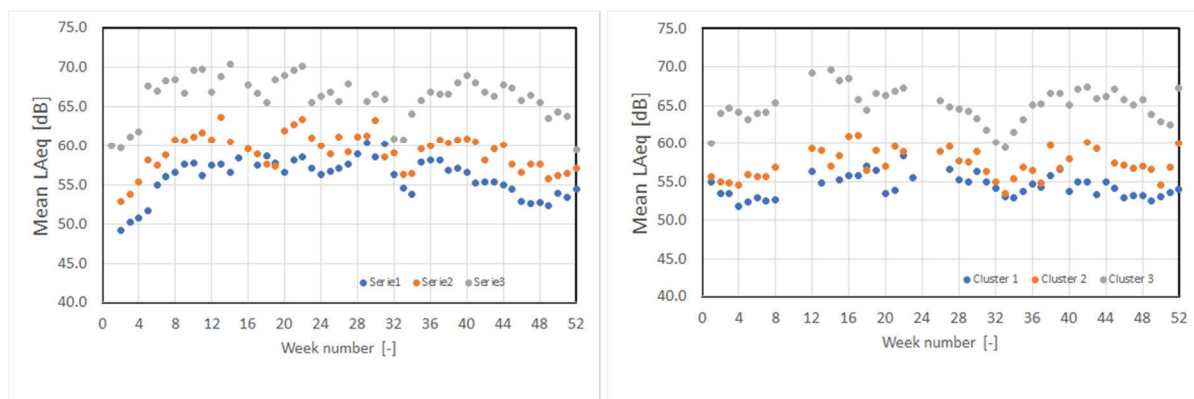 75.0
70.0
65.0
60.0
55.0
50.0
45.0
40.0
Mean LAeq [dB]
Serie1 Serie2 Serie3
0 4 8 12 16 20 24 28 32 36 40 44 48 52
Week number [-]
75.0
70.0
65.0
60.0
55.0
50.0
45.0
40.0
Mean LAeq [dB]
Cluster 1 Cluster 2 Cluster 3
0 4 8 12 16 20 24 28 32 36 40 44 48 52
Week number [-]